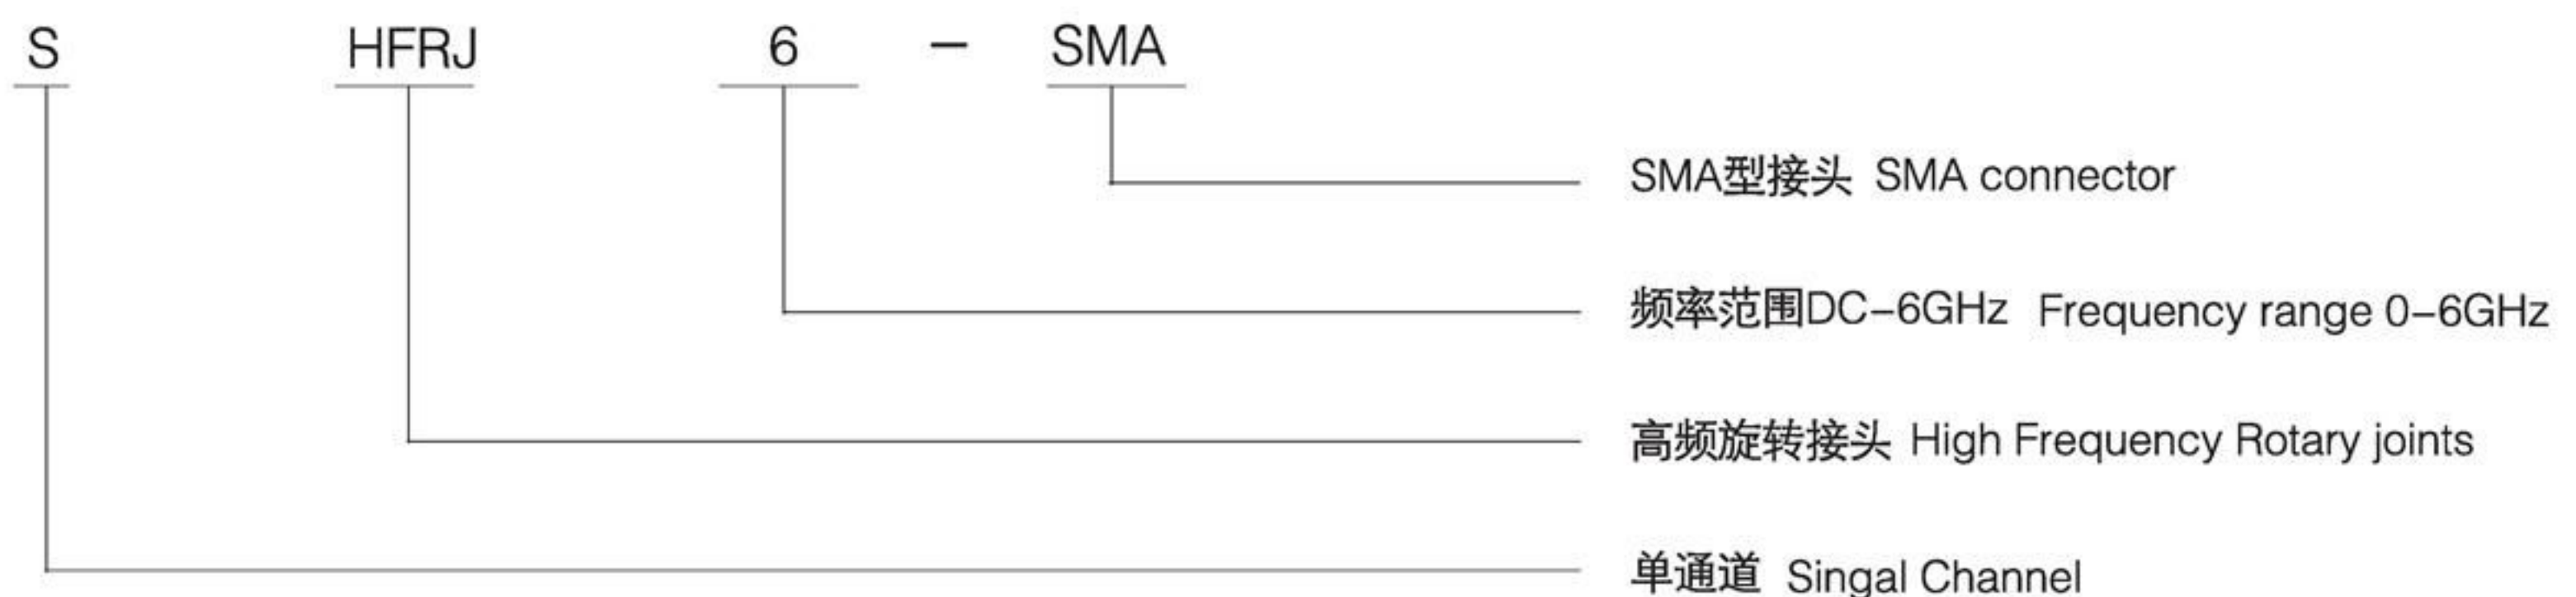 S HFRJ 6 – SMA
SMA型接头 SMA connector
频率范围DC–6GHz Frequency range 0–6GHz
高频旋转接头 High Frequency Rotary joints
单通道 Singal Channel